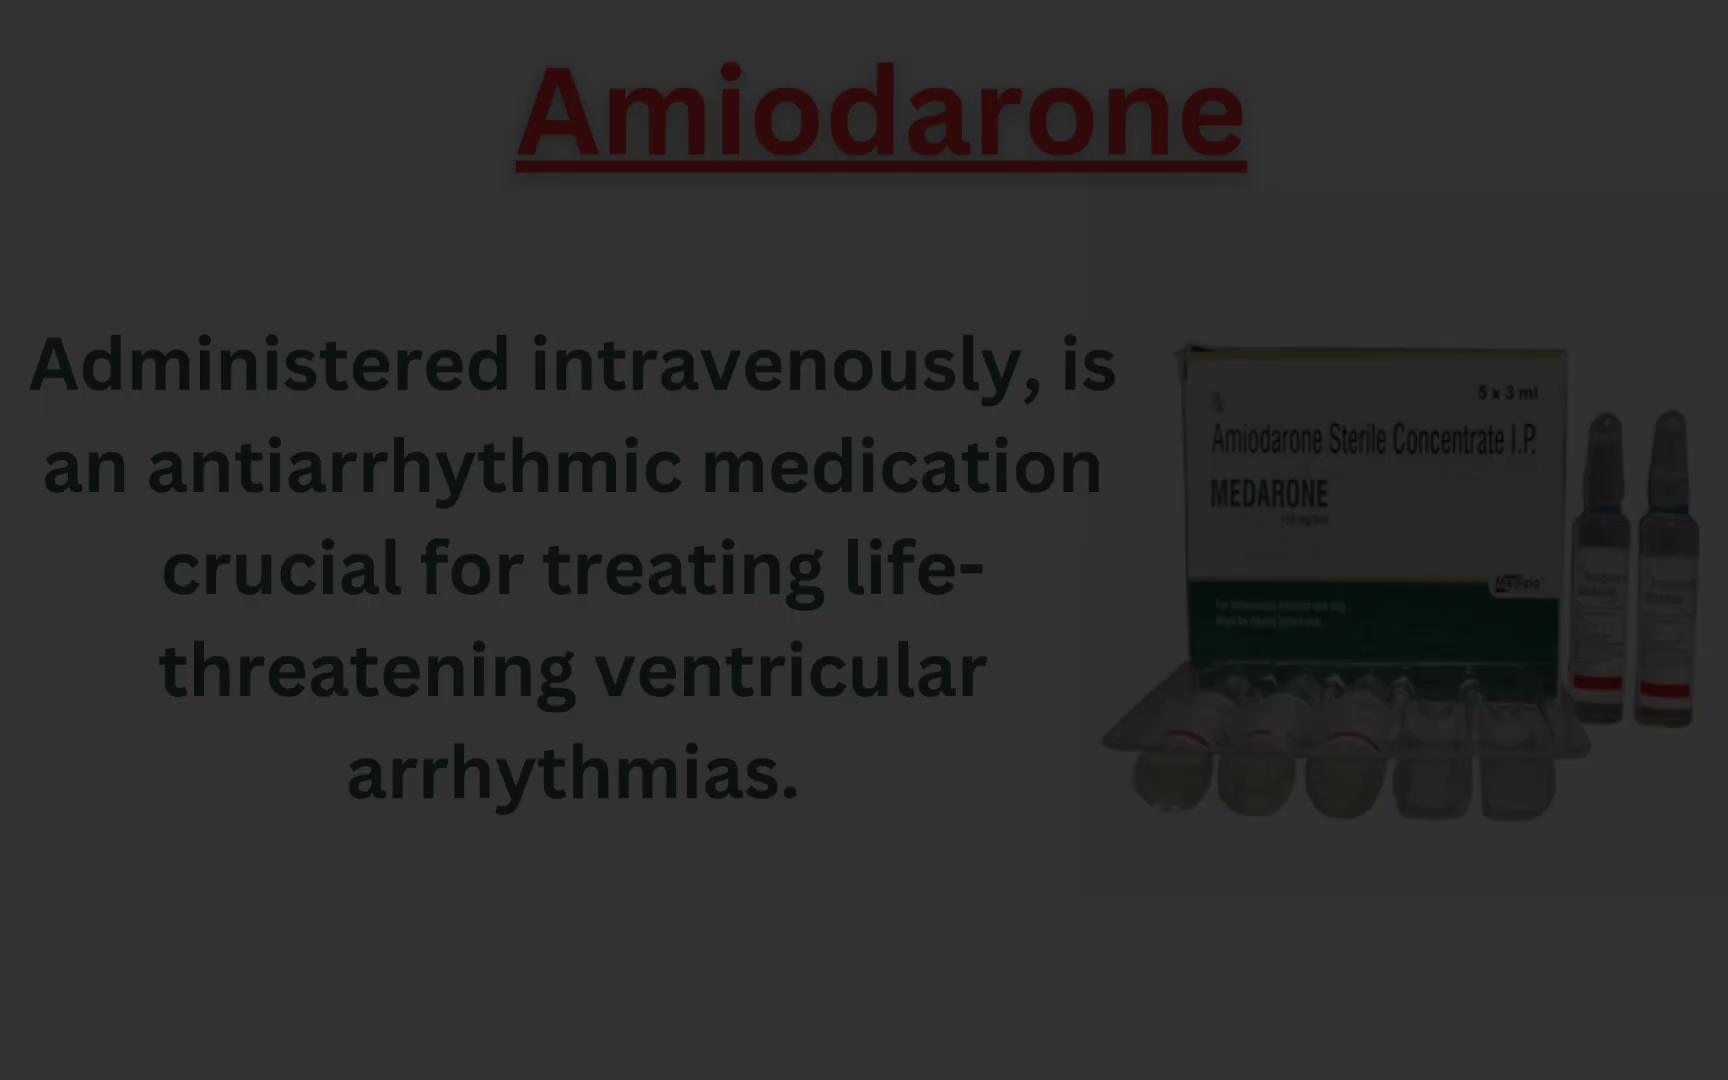 Amiodarone
Administered intravenously, is
an antiarrhythmic medication
crucial for treating life-
threatening ventricular
arrhythmias.
5 x 3 ml
Amiodarone Sterile Concentrate I.P.
MEDARONE